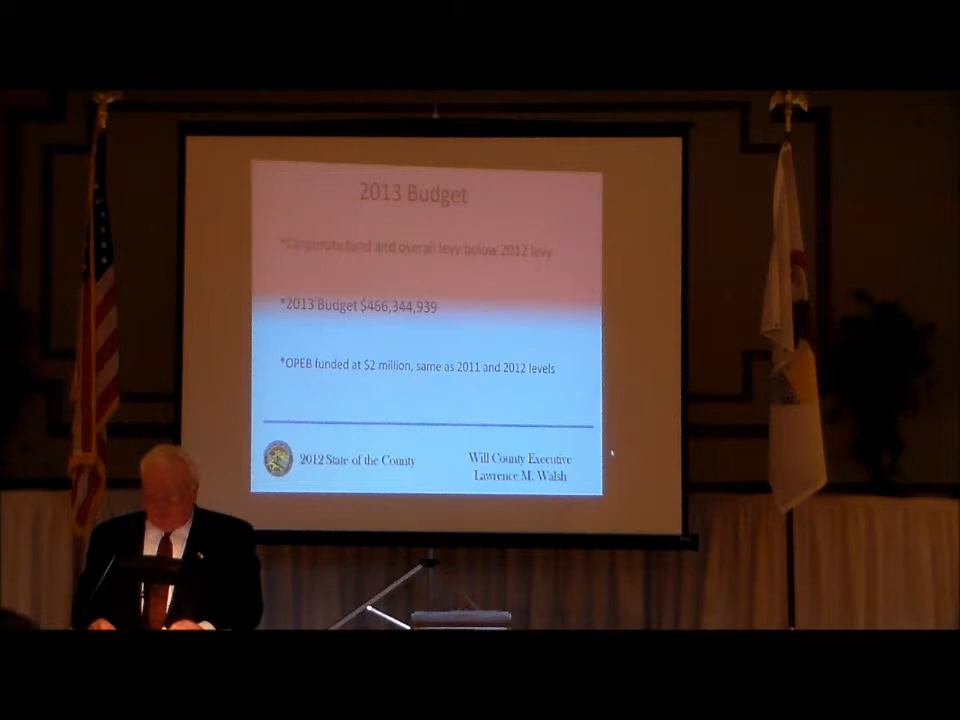 2013 Budget
*Corporate fund and overall levy below 2012 levy
*2013 Budget $466,344,939
*OPEB funded at $2 million, same as 2011 and 2012 levels
2012 State of the County
Will County Executive
Lawrence M. Walsh